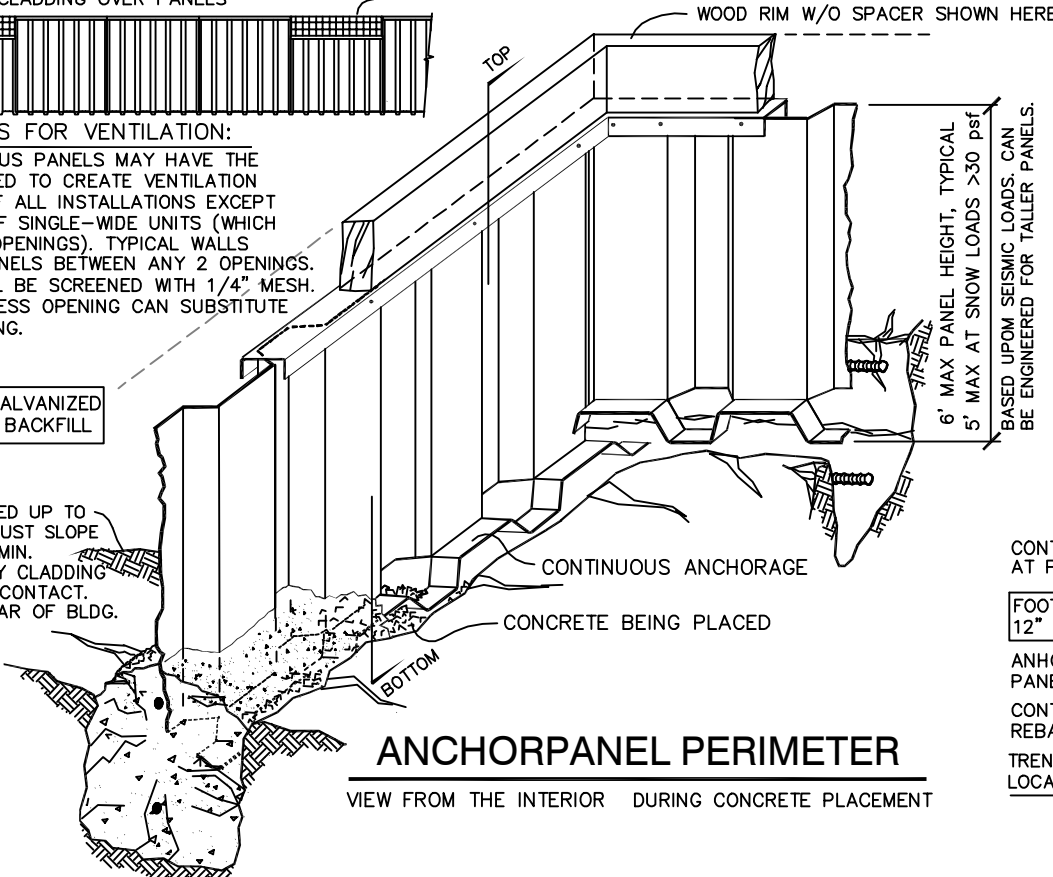 CLADDING OVER PANELS
WOOD RIM W/O SPACER SHOWN HERE
TOP
S FOR VENTILATION:
US PANELS MAY HAVE THE
ED TO CREATE VENTILATION
F ALL INSTALLATIONS EXCEPT
F SINGLE-WIDE UNITS (WHICH
OPENINGS). TYPICAL WALLS
NELS BETWEEN ANY 2 OPENINGS.
L BE SCREENED WITH 1/4" MESH.
ESS OPENING CAN SUBSTITUTE
NG.
6' MAX PANEL HEIGHT, TYPICAL
5' MAX AT SNOW LOADS >30 psf
BASED UPOM SEISMIC LOADS. CAN
BE ENGINEERED FOR TALLER PANELS.
ALVANIZED
BACKFILL
ED UP TO
UST SLOPE
MIN.
Y CLADDING
CONTACT.
AR OF BLDG.
CONTINUOUS ANCHORAGE
CONCRETE BEING PLACED
BOTTOM
CONT
AT P
FOOT
12"
ANHO
PANE
CONT
REBA
TREN
LOCA
ANCHORPANEL PERIMETER
VIEW FROM THE INTERIOR DURING CONCRETE PLACEMENT